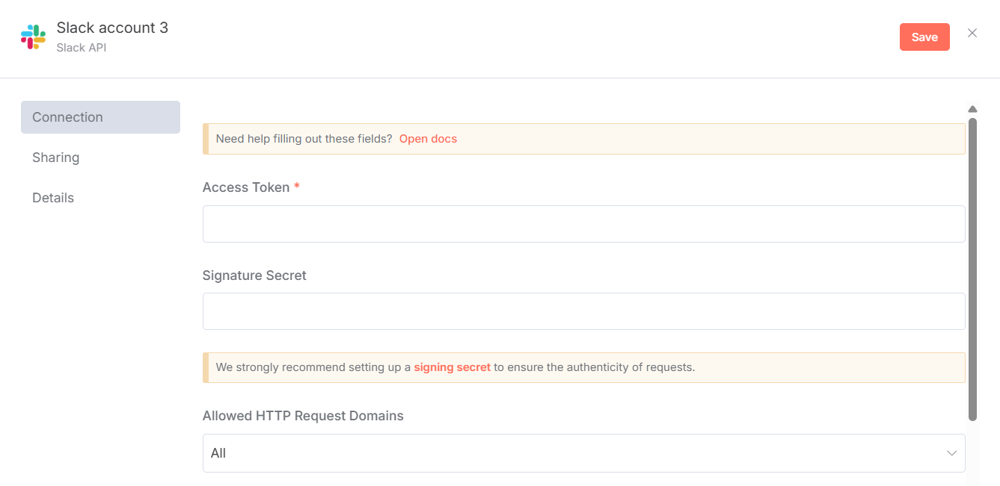 Slack account 3
Slack API
Save
Connection
Sharing
Details
Need help filling out these fields? Open docs
Access Token *
Signature Secret
We strongly recommend setting up a signing secret to ensure the authenticity of requests.
Allowed HTTP Request Domains
All